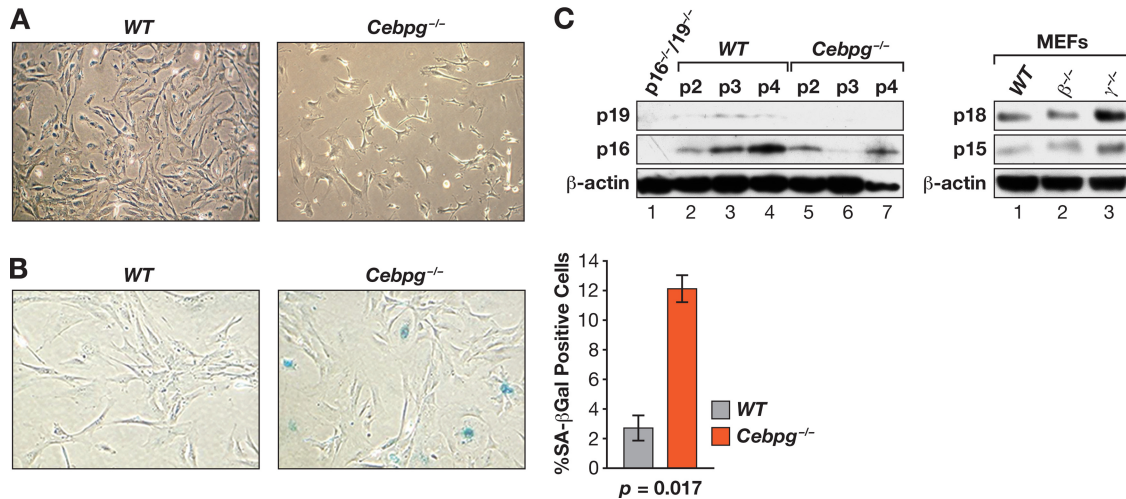 A
WT
Cebpg⁻/⁻
B
WT
Cebpg⁻/⁻
%SA-βGal Positive Cells
14
12
10
8
6
4
2
0
WT
Cebpg⁻/⁻
p = 0.017
C
p16⁻/⁻/19⁻/⁻
WT
Cebpg⁻/⁻
p2 p3 p4 p2 p3 p4
p19
p16
β-actin
1 2 3 4 5 6 7
MEFs
WT β⁻/⁻ γ⁻/⁻
p18
p15
β-actin
1 2 3